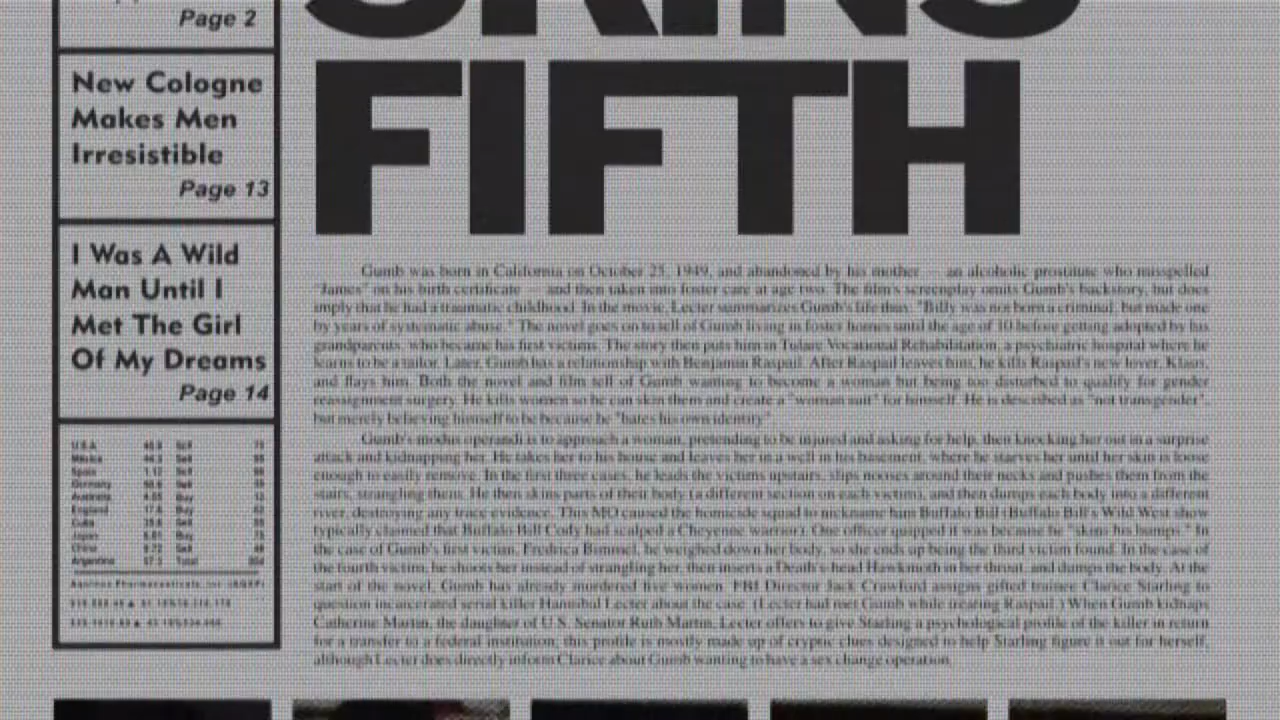 Page 2
New Cologne
Makes Men
Irresistible
Page 13
I Was A Wild
Man Until I
Met The Girl
Of My Dreams
Page 14
U.S.A.
Mexico
Spain
Germany
Australia
England
Cuba
Japan
China
Argentina
SKINS
FIFTH
Gumb was born in California on October 25, 1949, and abandoned by his mother — an alcoholic prostitute who misspelled
"James" on his birth certificate — and then taken into foster care at age two. The film's screenplay omits Gumb's backstory, but does
imply that he had a traumatic childhood. In the movie, Lecter summarizes Gumb's life thus, "Billy was not born a criminal, but made one
by years of systematic abuse." The novel goes on to tell of Gumb living in foster homes until the age of 10 before getting adopted by his
grandparents, who became his first victims. The story then puts him in Tulare Vocational Rehabilitation, a psychiatric hospital where he
learns to be a tailor. Later, Gumb has a relationship with Benjamin Raspail. After Raspail leaves him, he kills Raspail's new lover, Klaus,
and flays him. Both the novel and film tell of Gumb wanting to become a woman but being too disturbed to qualify for gender
reassignment surgery. He kills women so he can skin them and create a "woman suit" for himself. He is described as "not transgender",
but merely believing himself to be because he "hates his own identity".
Gumb's modus operandi is to approach a woman, pretending to be injured and asking for help, then knocking her out in a surprise
attack and kidnapping her. He takes her to his house and leaves her in a well in his basement, where he starves her until her skin is loose
enough to easily remove. In the first three cases, he leads the victims upstairs, slips nooses around their necks and pushes them from the
stairs, strangling them. He then skins parts of their body (a different section on each victim), and then dumps each body into a different
river, destroying any trace evidence. This MO caused the homicide squad to nickname him Buffalo Bill (Buffalo Bill's Wild West show
typically claimed that Buffalo Bill Cody had scalped a Cheyenne warrior). One officer quipped it was because he "skins his humps." In
the case of Gumb's first victim, Fredrica Bimmel, he weighed down her body, so she ends up being the third victim found. In the case of
the fourth victim, he shoots her instead of strangling her, then inserts a Death's-head Hawkmoth in her throat, and dumps the body. At the
start of the novel, Gumb has already murdered five women. FBI Director Jack Crawford assigns gifted trainee Clarice Starling to
question incarcerated serial killer Hannibal Lecter about the case. (Lecter had met Gumb while treating Raspail.) When Gumb kidnaps
Catherine Martin, the daughter of U.S. Senator Ruth Martin, Lecter offers to give Starling a psychological profile of the killer in return
for a transfer to a federal institution; this profile is mostly made up of cryptic clues designed to help Starling figure it out for herself,
although Lecter does directly inform Clarice about Gumb wanting to have a sex change operation.